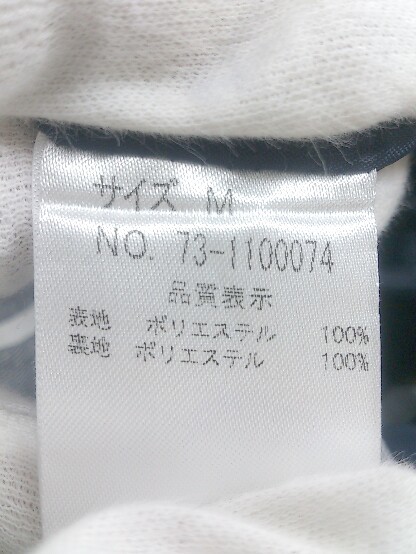 サイズ M
NO. 73-1100074
品質表示
表地 ポリエステル 100%
裏地 ポリエステル 100%